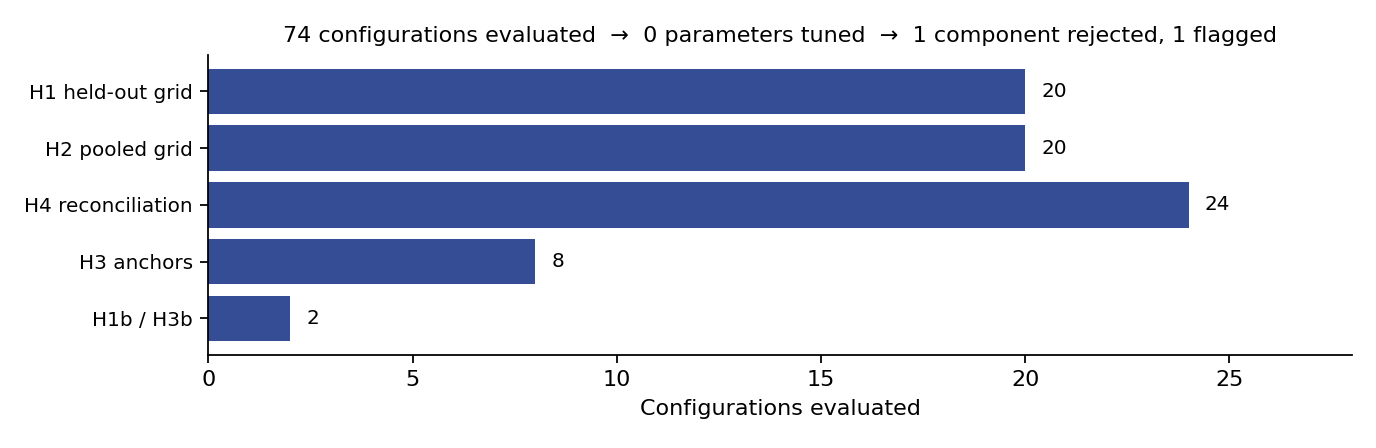 74 configurations evaluated → 0 parameters tuned → 1 component rejected, 1 flagged
H1 held-out grid 20
H2 pooled grid 20
H4 reconciliation 24
H3 anchors 8
H1b / H3b 2
0 5 10 15 20 25
Configurations evaluated